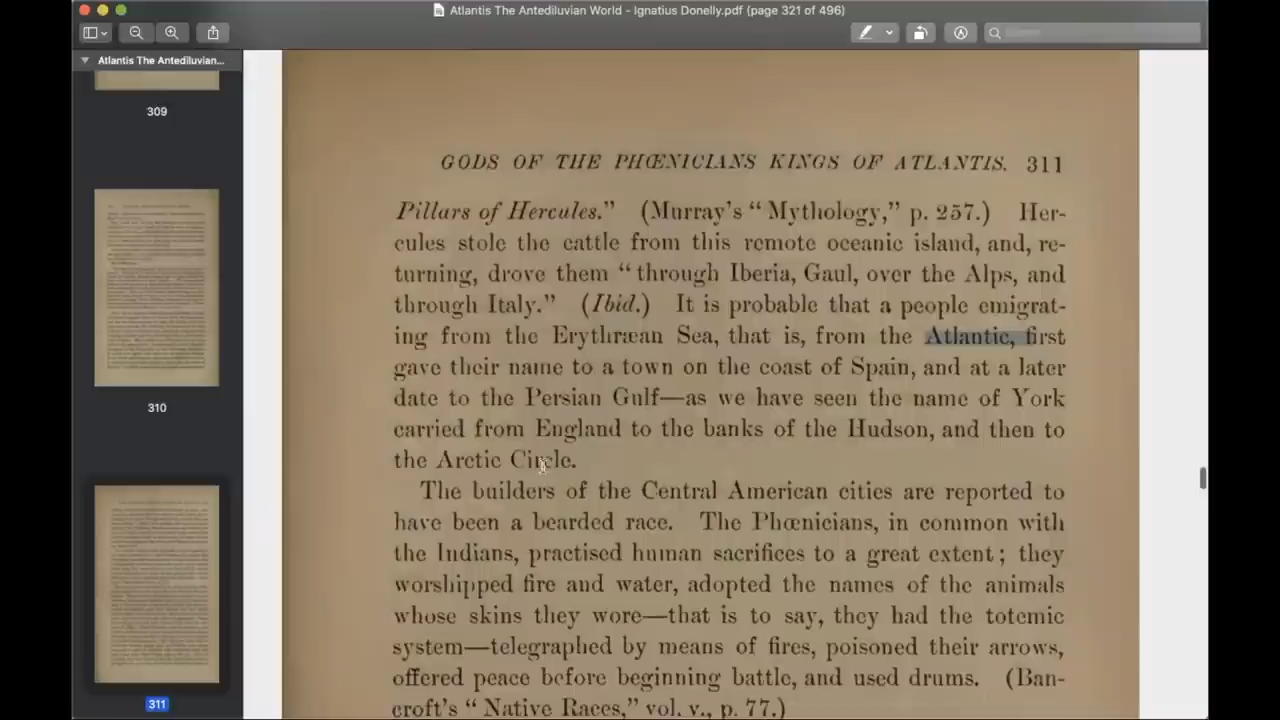 Atlantis The Antediluvian World - Ignatius Donelly.pdf (page 321 of 496)
Search
Atlantis The Antediluvian...
309
310
311
GODS OF THE PHŒNICIANS KINGS OF ATLANTIS. 311
Pillars of Hercules.” (Murray's “Mythology,” p. 257.) Her-
cules stole the cattle from this remote oceanic island, and, re-
turning, drove them “through Iberia, Gaul, over the Alps, and
through Italy.” (Ibid.) It is probable that a people emigrat-
ing from the Erythræan Sea, that is, from the Atlantic, first
gave their name to a town on the coast of Spain, and at a later
date to the Persian Gulf—as we have seen the name of York
carried from England to the banks of the Hudson, and then to
the Arctic Circle.
The builders of the Central American cities are reported to
have been a bearded race. The Phœnicians, in common with
the Indians, practised human sacrifices to a great extent; they
worshipped fire and water, adopted the names of the animals
whose skins they wore—that is to say, they had the totemic
system—telegraphed by means of fires, poisoned their arrows,
offered peace before beginning battle, and used drums. (Ban-
croft's “Native Races,” vol. v., p. 77.)